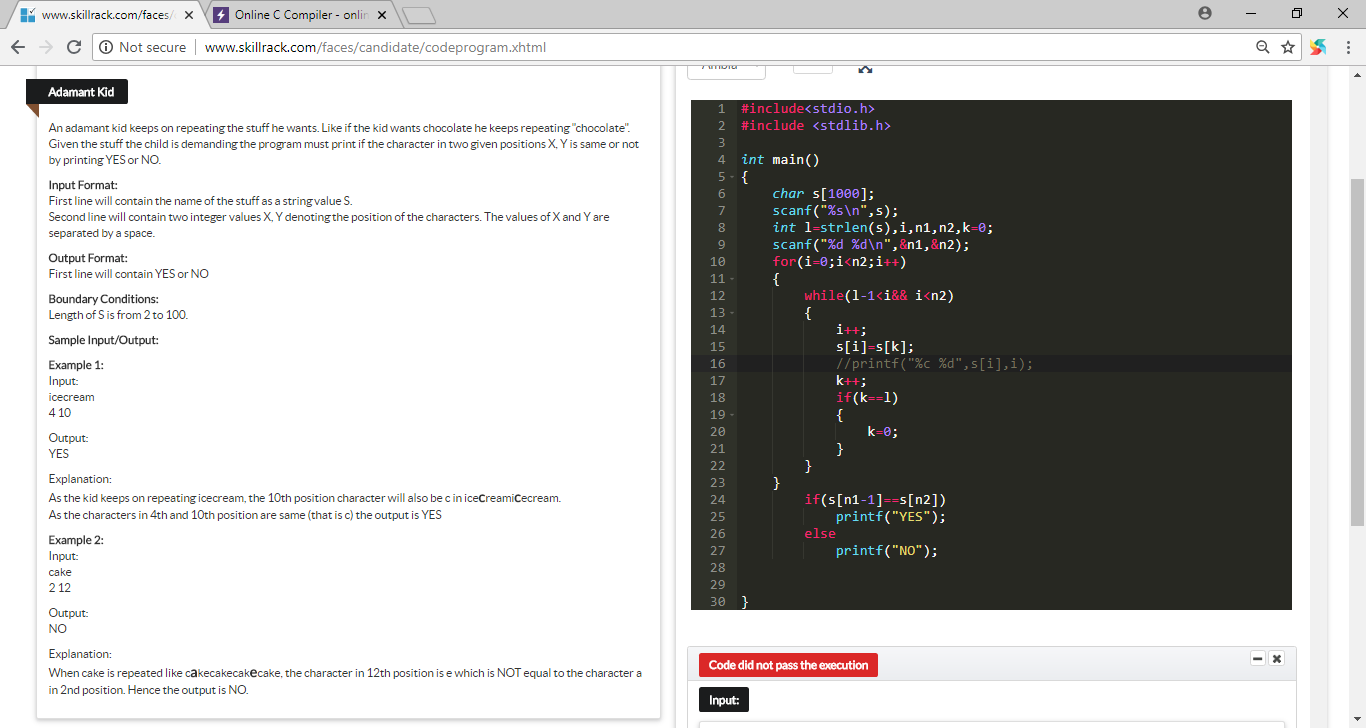 www.skillrack.com/faces/
Online C Compiler - onlin
Not secure
www.skillrack.com/faces/candidate/codeprogram.xhtml
Adamant Kid
An adamant kid keeps on repeating the stuff he wants. Like if the kid wants chocolate he keeps repeating "chocolate".
Given the stuff the child is demanding the program must print if the character in two given positions X, Y is same or not
by printing YES or NO.
Input Format:
First line will contain the name of the stuff as a string value S.
Second line will contain two integer values X, Y denoting the position of the characters. The values of X and Y are
separated by a space.
Output Format:
First line will contain YES or NO
Boundary Conditions:
Length of S is from 2 to 100.
Sample Input/Output:
Example 1:
Input:
icecream
4 10
Output:
YES
Explanation:
As the kid keeps on repeating icecream, the 10th position character will also be c in iceCreamiCecream.
As the characters in 4th and 10th position are same (that is c) the output is YES
Example 2:
Input:
cake
2 12
Output:
NO
Explanation:
When cake is repeated like cakecakecakecake, the character in 12th position is e which is NOT equal to the character a
in 2nd position. Hence the output is NO.
Ambia
1 #include<stdio.h>
2 #include <stdlib.h>
3
4 int main()
5 {
6 char s[1000];
7 scanf("%s\n",s);
8 int l=strlen(s),i,n1,n2,k=0;
9 scanf("%d %d\n",&n1,&n2);
10 for(i=0;i<n2;i++)
11 {
12 while(l-1<i&& i<n2)
13 {
14 i++;
15 s[i]=s[k];
16 //printf("%c %d",s[i],i);
17 k++;
18 if(k==l)
19 {
20 k=0;
21 }
22 }
23 }
24 if(s[n1-1]==s[n2])
25 printf("YES");
26 else
27 printf("NO");
28
29
30 }
Code did not pass the execution
Input: